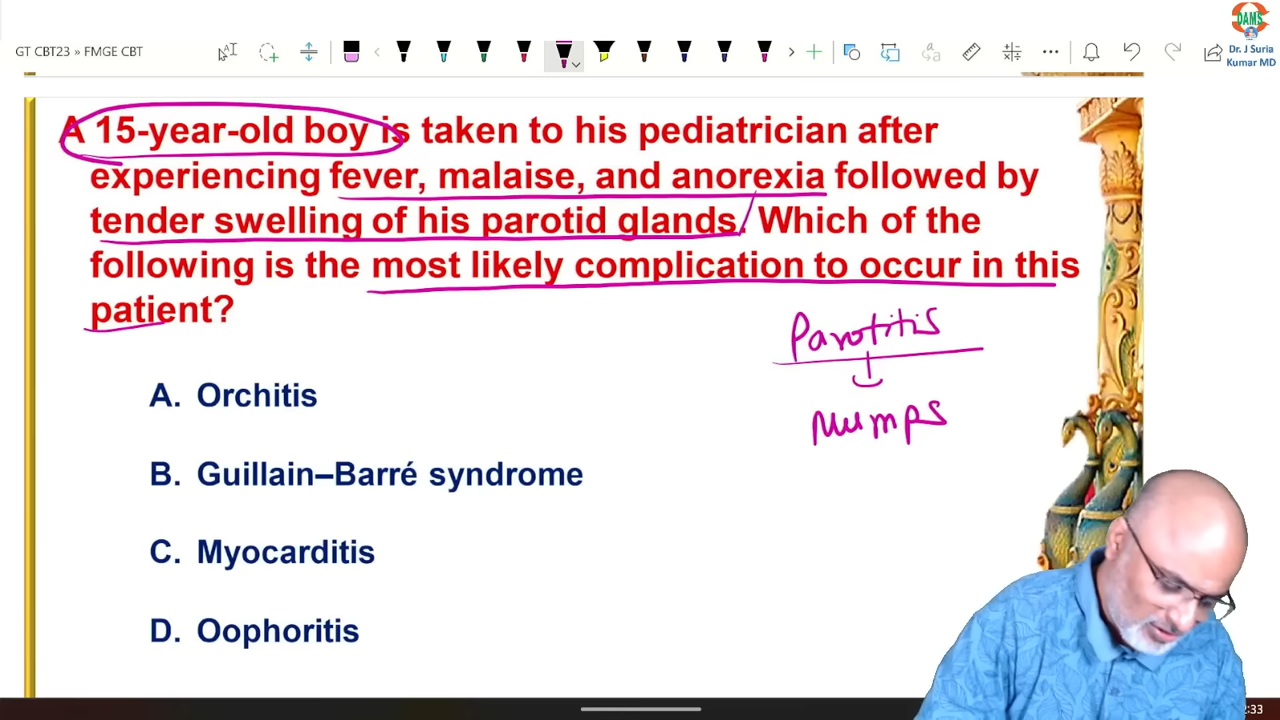 DAMS
GT CBT23 » FMGE CBT
Dr. J Suria
Kumar MD
A 15-year-old boy is taken to his pediatrician after
experiencing fever, malaise, and anorexia followed by
tender swelling of his parotid glands. Which of the
following is the most likely complication to occur in this
patient?
Parotitis
Mumps
A. Orchitis
B. Guillain–Barré syndrome
C. Myocarditis
D. Oophoritis
:33